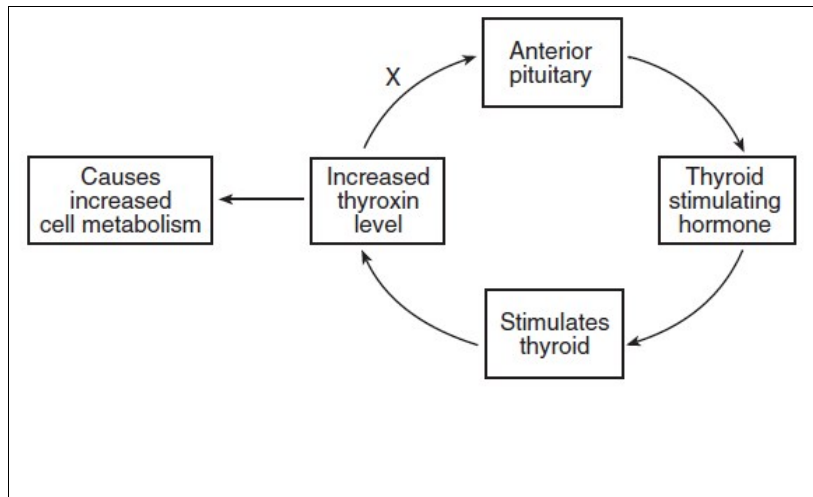 Anterior
pituitary
X
Causes
increased
cell metabolism
Increased
thyroxin
level
Thyroid
stimulating
hormone
Stimulates
thyroid